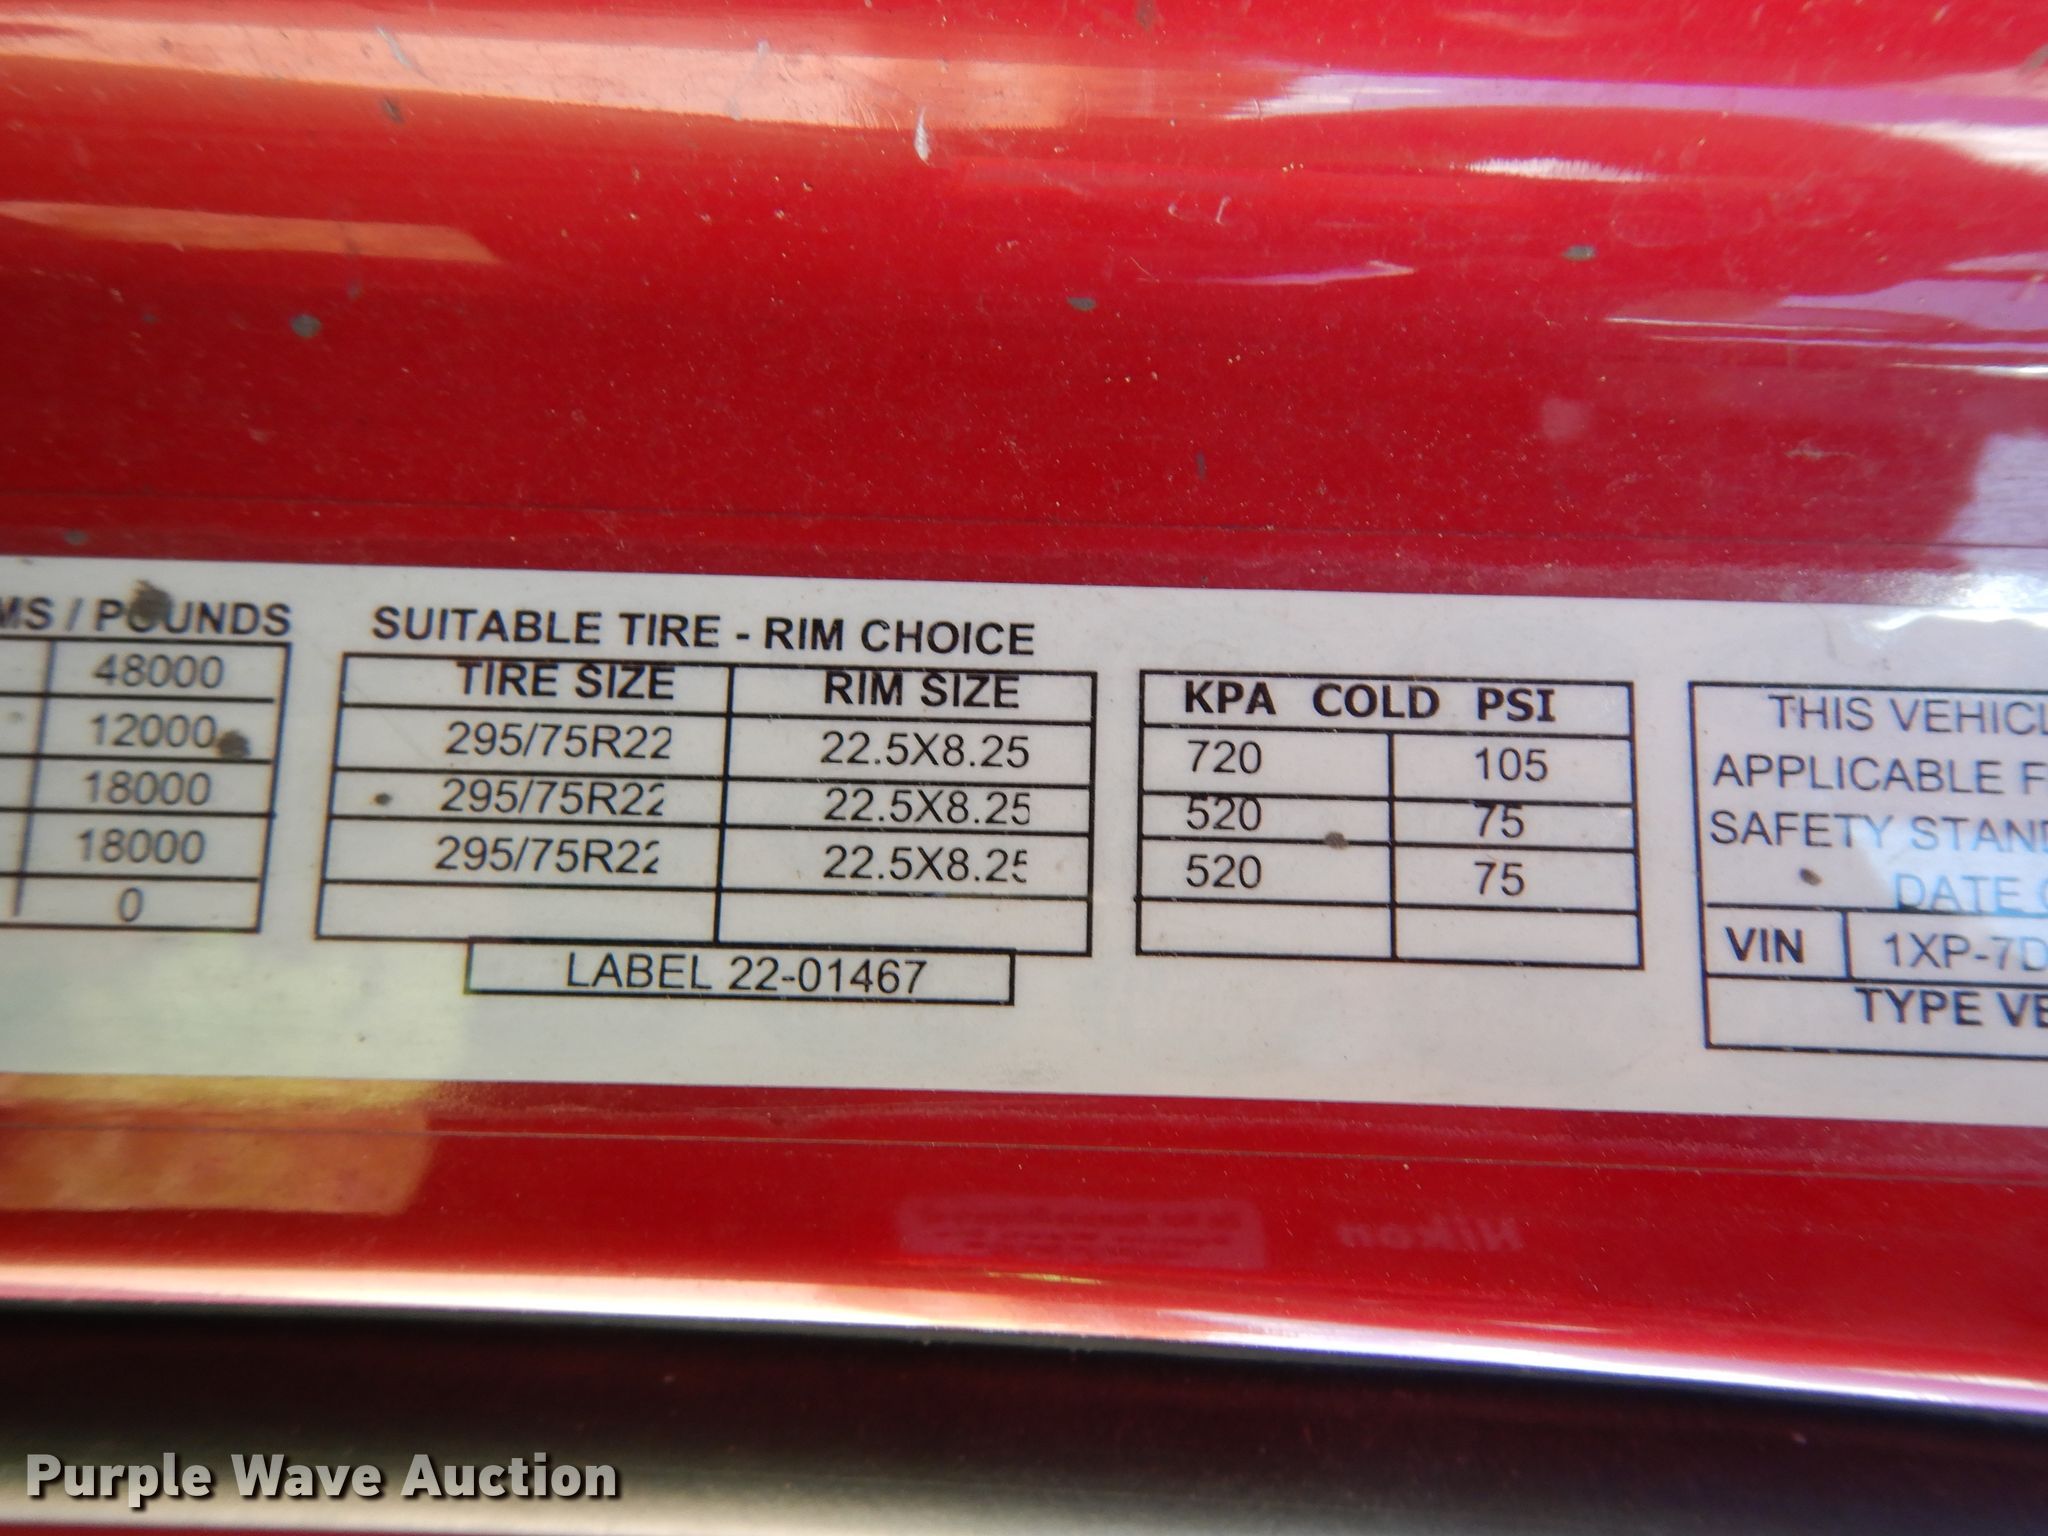 MS / POUNDS
48000
12000
18000
18000
0
SUITABLE TIRE - RIM CHOICE
TIRE SIZE RIM SIZE
295/75R22 22.5X8.25
295/75R22 22.5X8.25
295/75R22 22.5X8.25
LABEL 22-01467
KPA COLD PSI
720 105
520 75
520 75
THIS VEHICL
APPLICABLE F
SAFETY STAND
DATE O
VIN 1XP-7D
TYPE VE
Nikon
Purple Wave Auction